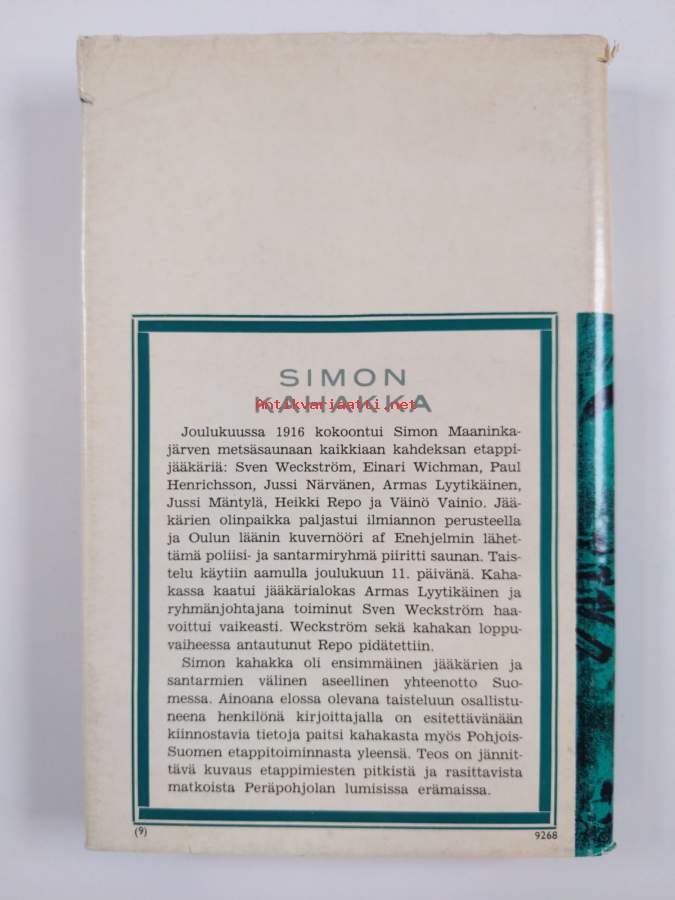 SIMON
KAHAKKA
Antikvariaatti.net
Joulukuussa 1916 kokoontui Simon Maaninka-
järven metsäsaunaan kaikkiaan kahdeksan etappi-
jääkäriä: Sven Weckström, Einari Wichman, Paul
Henrichsson, Jussi Närvänen, Armas Lyytikäinen,
Jussi Mäntylä, Heikki Repo ja Väinö Vainio. Jää-
kärien olinpaikka paljastui ilmiannon perusteella
ja Oulun läänin kuvernööri af Enehjelmin lähet-
tämä poliisi- ja santarmiryhmä piiritti saunan. Tais-
telu käytiin aamulla joulukuun 11. päivänä. Kaha-
kassa kaatui jääkärialokas Armas Lyytikäinen ja
ryhmänjohtajana toiminut Sven Weckström haa-
voittui vaikeasti. Weckström sekä kahakan loppu-
vaiheessa antautunut Repo pidätettiin.
Simon kahakka oli ensimmäinen jääkärien ja
santarmien välinen aseellinen yhteenotto Suo-
messa. Ainoana elossa olevana taisteluun osallistu-
neena henkilönä kirjoittajalla on esitettävänään
kiinnostavia tietoja paitsi kahakasta myös Pohjois-
Suomen etappitoiminnasta yleensä. Teos on jännit-
tävä kuvaus etappimiesten pitkistä ja rasittavista
matkoista Peräpohjolan lumisissa erämaissa.
(9)
9268